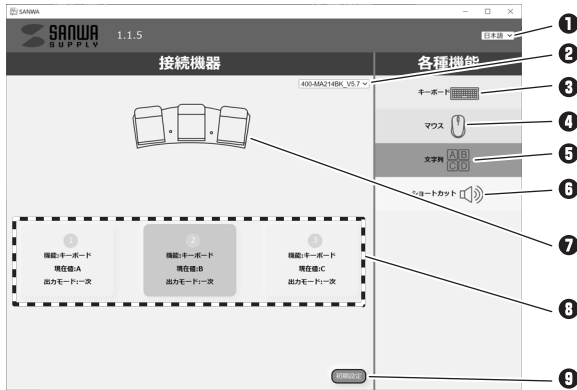 SANWA
SANWA
SUPPLY
1.1.5
日本語
接続機器
各種機能
400-MA214BK_V5.7
キーボード
マウス
文字列
A B
C D
ショートカット
1
機能:キーボード
現在値:A
出力モード:一次
2
機能:キーボード
現在値:B
出力モード:一次
3
機能:キーボード
現在値:C
出力モード:一次
初期設定
1
2
3
4
5
6
7
8
9